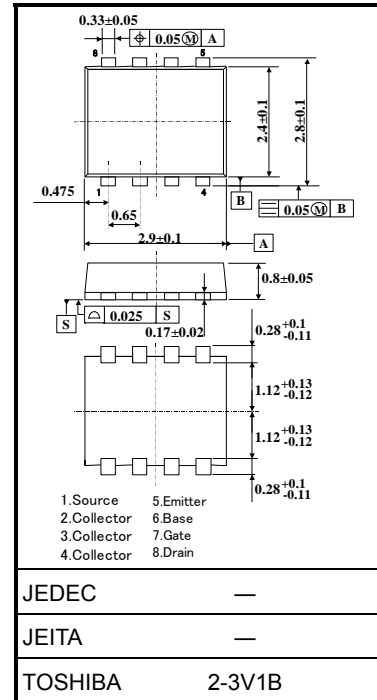 0.33±0.05
⌖ 0.05 Ⓜ A
8 5
2.4±0.1
2.8±0.1
0.475
1 4
B
⌯ 0.05 Ⓜ B
0.65
2.9±0.1
A
0.8±0.05
S
⌓ 0.025 S
0.17±0.02
0.28 +0.1 -0.11
1.12 +0.13 -0.12
1.12 +0.13 -0.12
0.28 +0.1 -0.11
1.Source 5.Emitter
2.Collector 6.Base
3.Collector 7.Gate
4.Collector 8.Drain
JEDEC —
JEITA —
TOSHIBA 2-3V1B